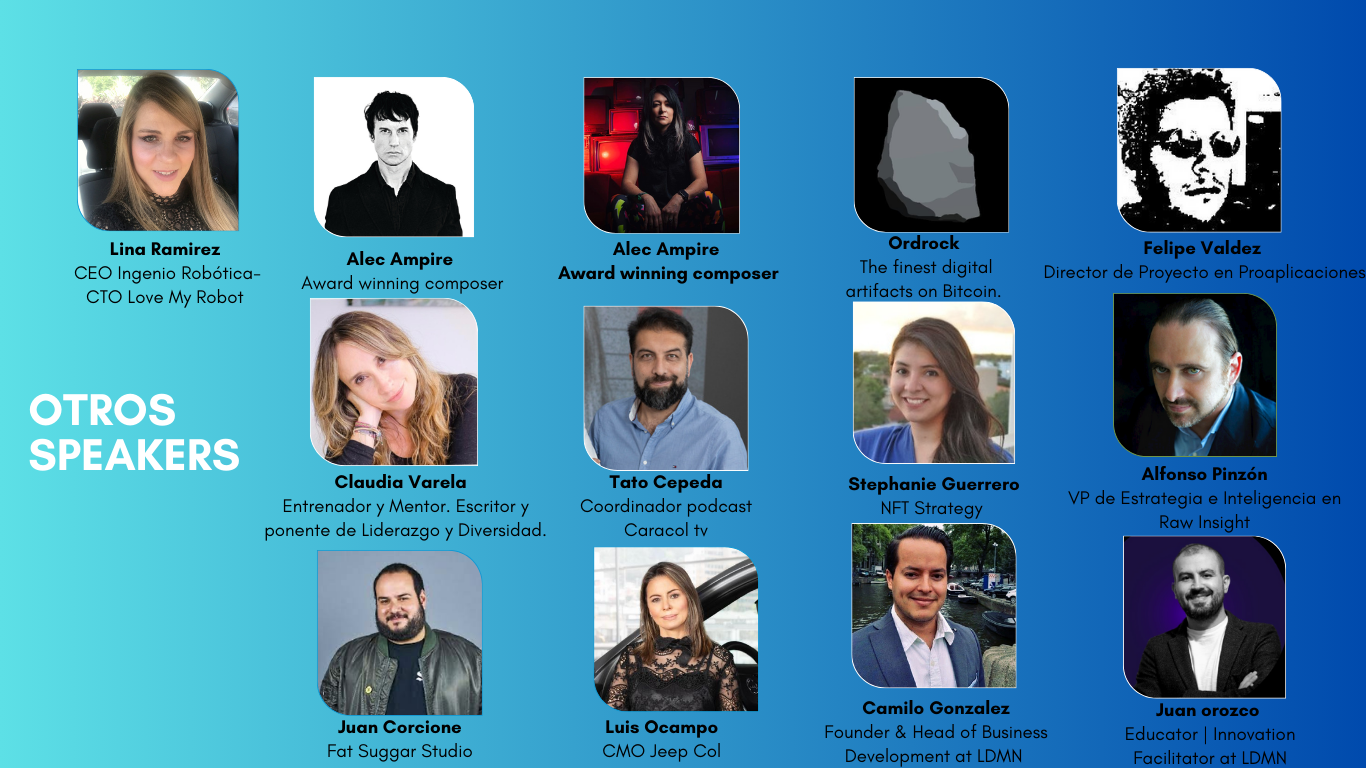 Lina Ramirez
CEO Ingenio Robótica-
CTO Love My Robot
Alec Ampire
Award winning composer
Alec Ampire
Award winning composer
Ordrock
The finest digital
artifacts on Bitcoin.
Felipe Valdez
Director de Proyecto en Proaplicaciones
OTROS
SPEAKERS
Claudia Varela
Entrenador y Mentor. Escritor y
ponente de Liderazgo y Diversidad.
Tato Cepeda
Coordinador podcast
Caracol tv
Stephanie Guerrero
NFT Strategy
Alfonso Pinzón
VP de Estrategia e Inteligencia en
Raw Insight
Juan Corcione
Fat Suggar Studio
Luis Ocampo
CMO Jeep Col
Camilo Gonzalez
Founder & Head of Business
Development at LDMN
Juan orozco
Educator | Innovation
Facilitator at LDMN